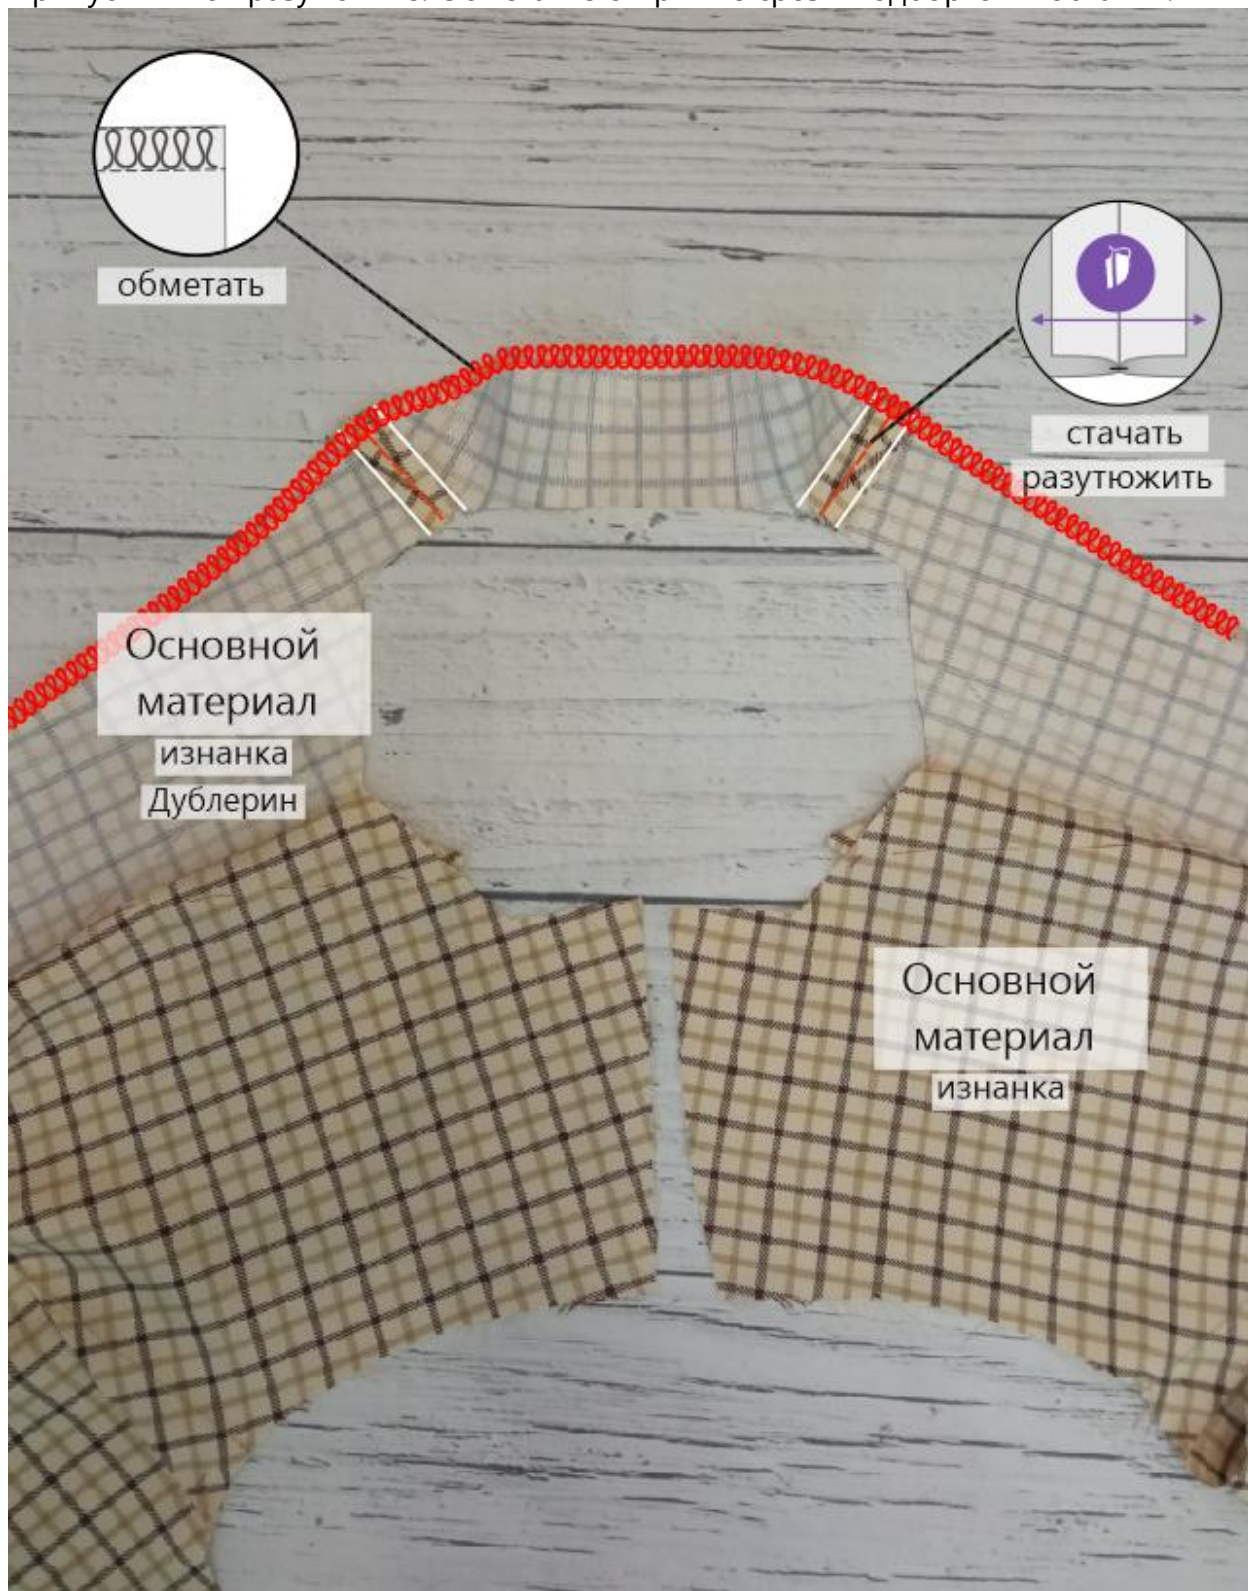 обметать
стачать
разутюжить
Основной
материал
изнанка
Дублерин
Основной
материал
изнанка